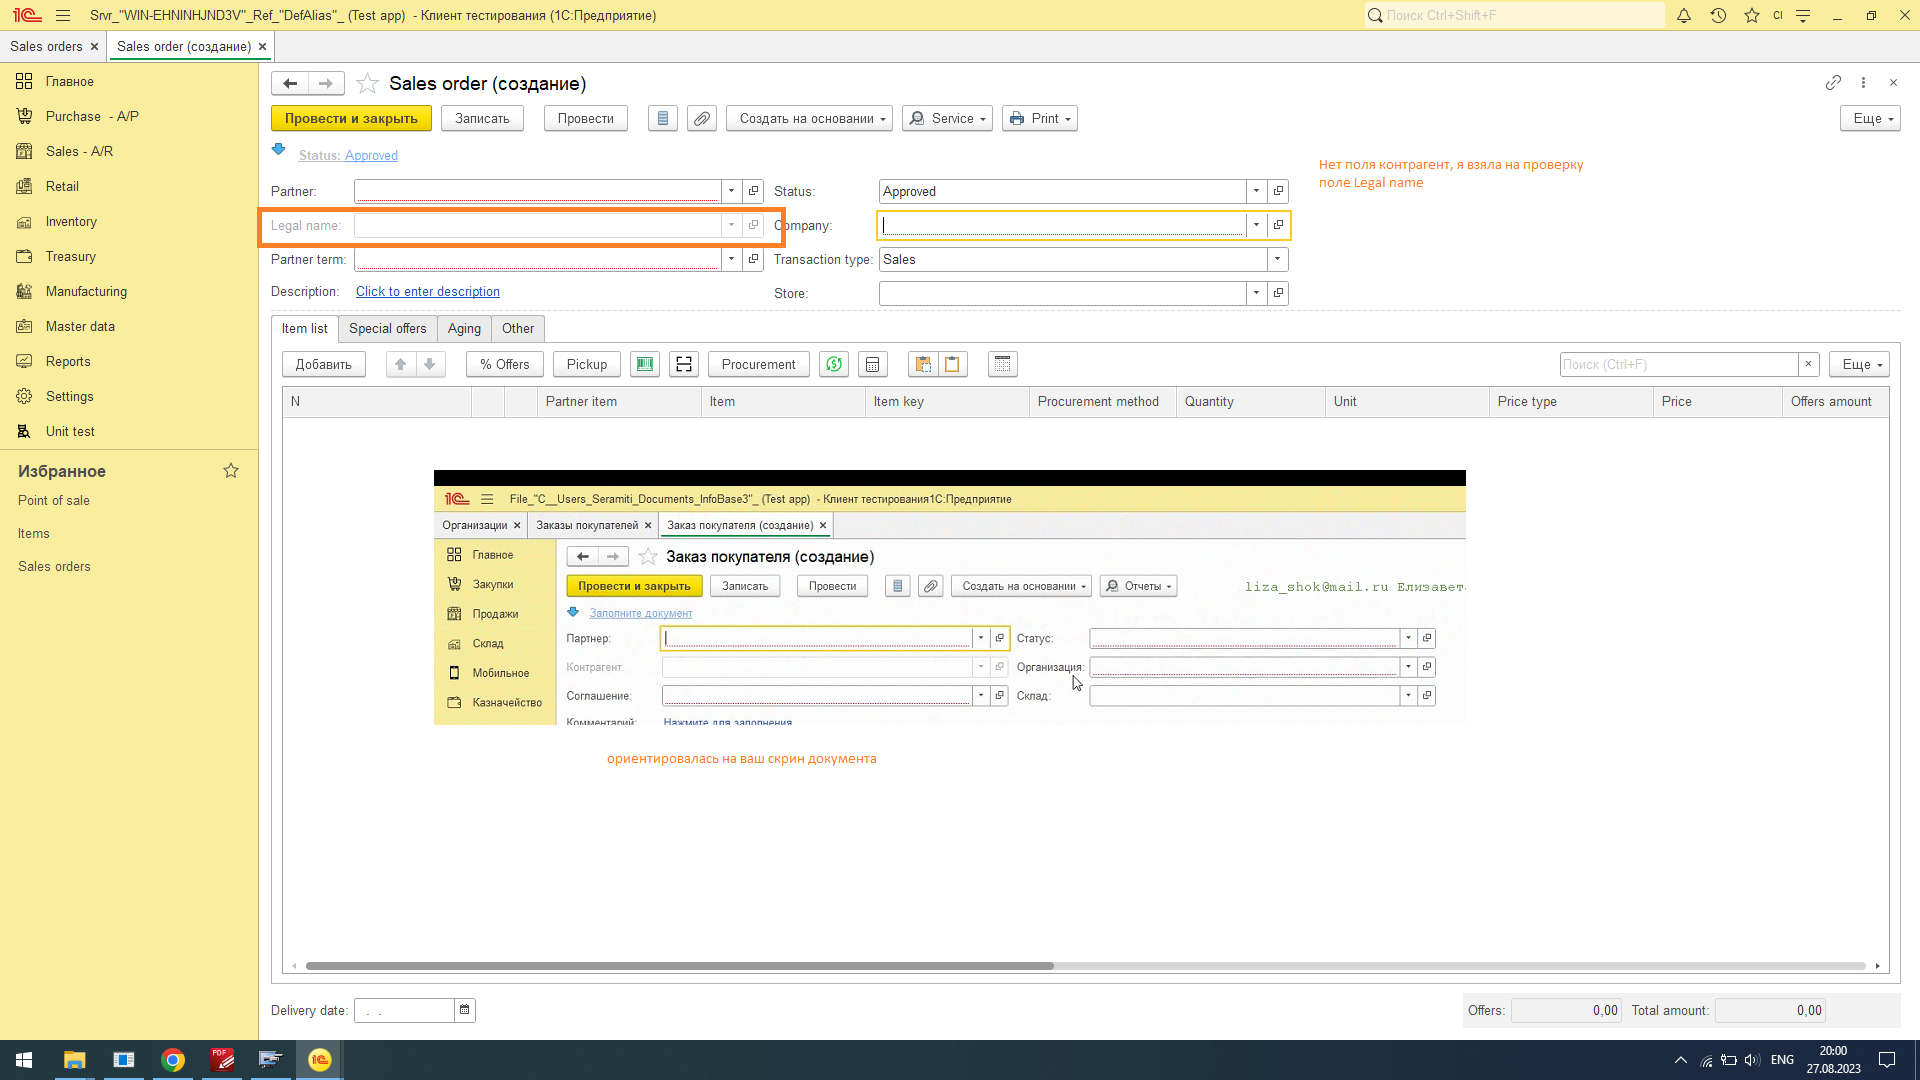 Srvr_"WIN-EHNINHJND3V"_Ref_"DefAlias"_ (Test app) - Клиент тестирования (1С:Предприятие)
Поиск Ctrl+Shift+F
CI
Sales orders ×
Sales order (создание) ×
Главное
Purchase - A/P
Sales - A/R
Retail
Inventory
Treasury
Manufacturing
Master data
Reports
Settings
Unit test
Избранное
Point of sale
Items
Sales orders
Sales order (создание)
Провести и закрыть
Записать
Провести
Создать на основании
Service
Print
Еще
Status: Approved
Нет поля контрагент, я взяла на проверку
поле Legal name
Partner:
Status: Approved
Legal name:
Company:
Partner term:
Transaction type: Sales
Description: Click to enter description
Store:
Item list
Special offers
Aging
Other
Добавить
% Offers
Pickup
Procurement
Поиск (Ctrl+F)
×
Еще
N
Partner item
Item
Item key
Procurement method
Quantity
Unit
Price type
Price
Offers amount
File_"C__Users_Seramiti_Documents_InfoBase3"_ (Test app) - Клиент тестирования1С:Предприятие
Организации ×
Заказы покупателей ×
Заказ покупателя (создание) ×
Главное
Закупки
Продажи
Склад
Мобильное
Казначейство
Заказ покупателя (создание)
Провести и закрыть
Записать
Провести
Создать на основании
Отчеты
liza_shok@mail.ru Елизавета
Заполните документ
Партнер:
Статус:
Контрагент:
Организация:
Соглашение:
Склад:
Комментарий: Нажмите для заполнения
ориентировалась на ваш скрин документа
Delivery date: . .
Offers: 0,00
Total amount: 0,00
PDF
ENG
20:00
27.08.2023